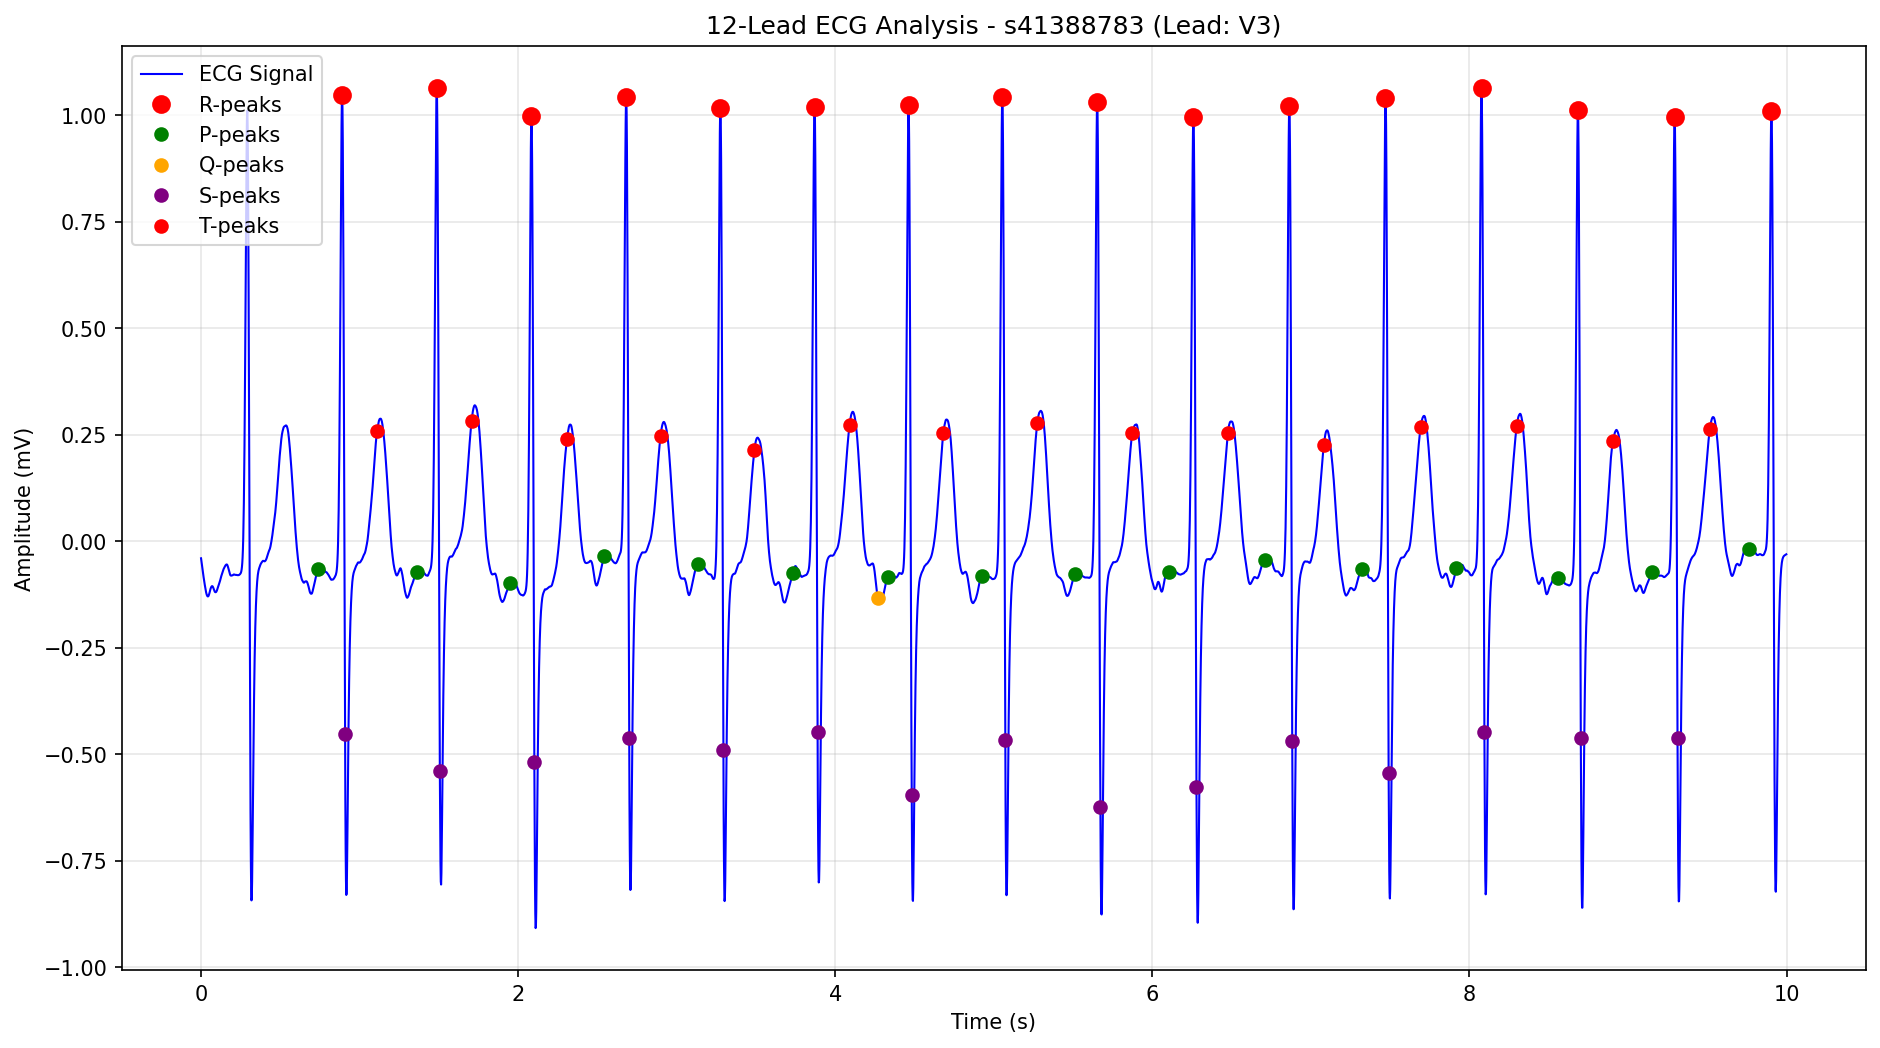 12-Lead ECG Analysis - s41388783 (Lead: V3)
ECG Signal
R-peaks
P-peaks
Q-peaks
S-peaks
T-peaks
1.00
0.75
0.50
0.25
0.00
−0.25
−0.50
−0.75
−1.00
Amplitude (mV)
0 2 4 6 8 10
Time (s)